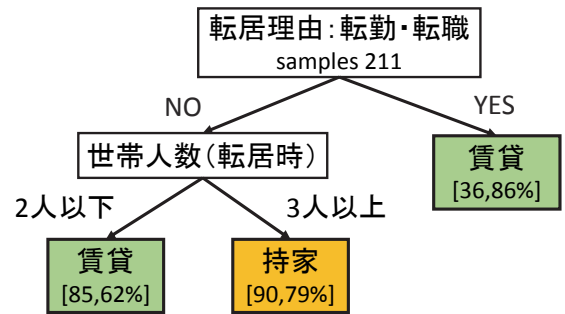 転居理由:転勤・転職
samples 211
NO
YES
世帯人数(転居時)
賃貸
[36,86%]
2人以下
3人以上
賃貸
[85,62%]
持家
[90,79%]